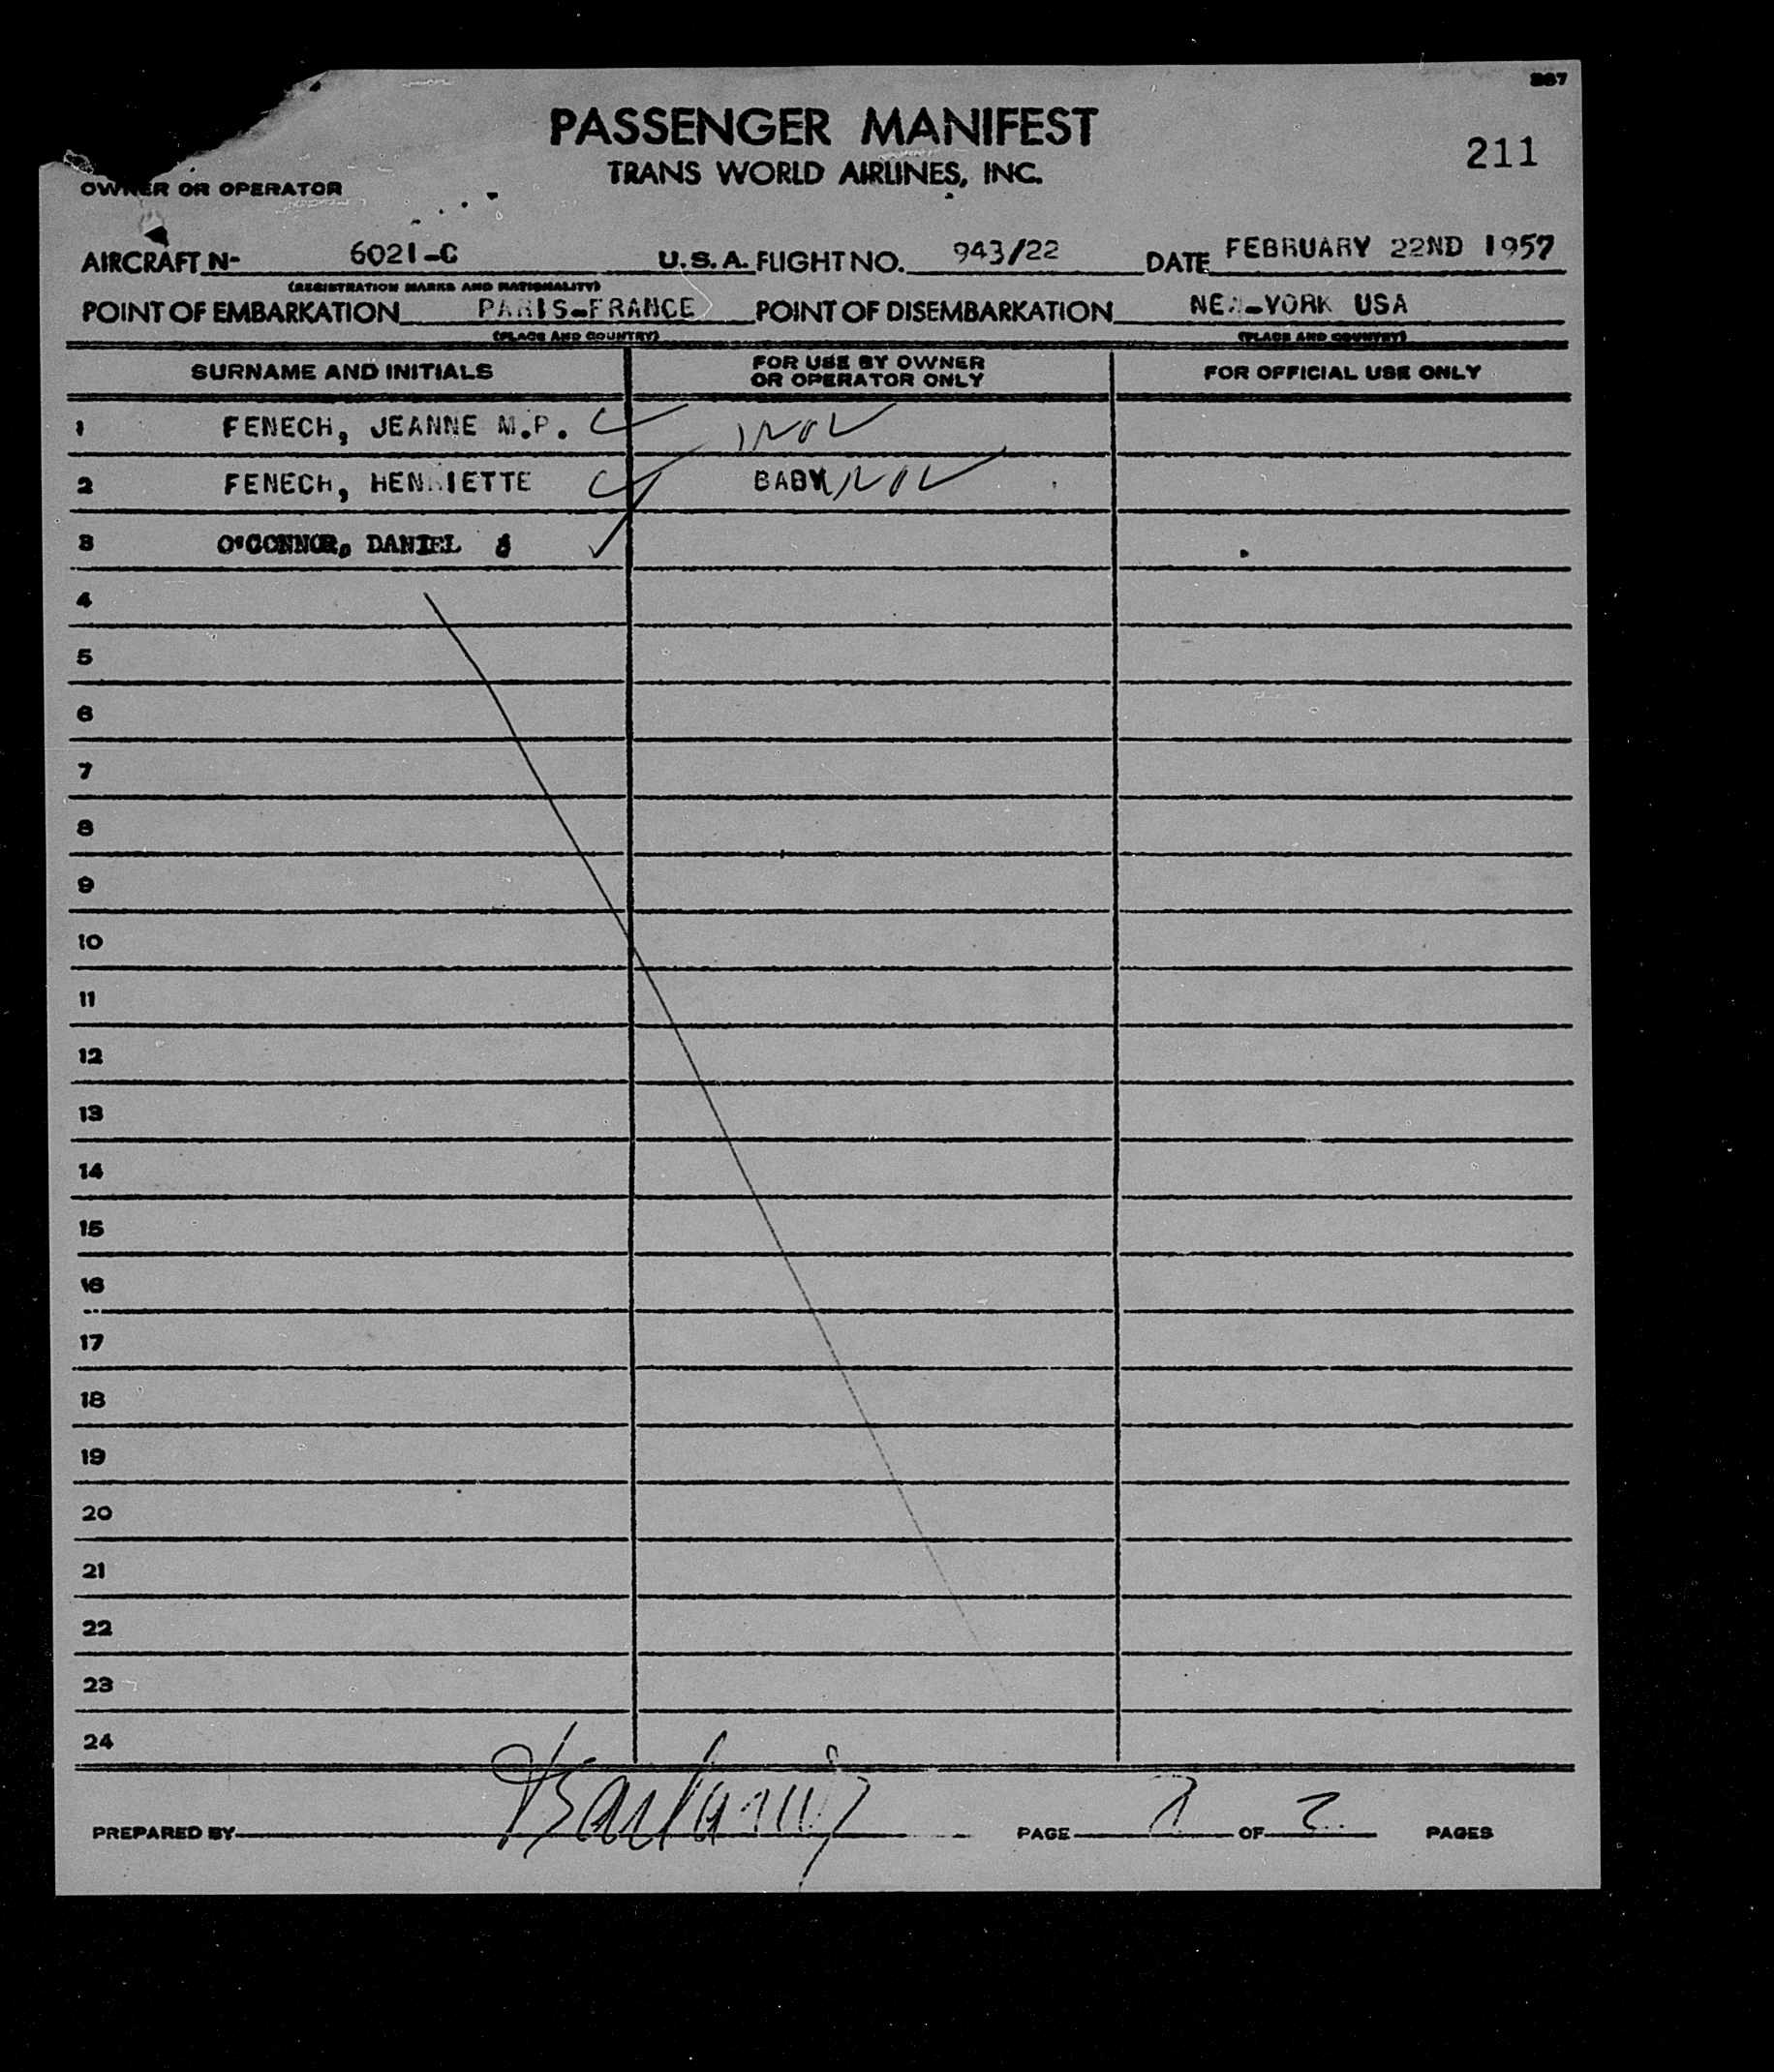 207
PASSENGER MANIFEST
TRANS WORLD AIRLINES, INC.
211
OWNER OR OPERATOR
AIRCRAFT N- 6021-C U.S.A. FLIGHT NO. 943/22 DATE FEBRUARY 22ND 1957
(REGISTRATION MARKS AND NATIONALITY)
POINT OF EMBARKATION PARIS-FRANCE POINT OF DISEMBARKATION NEW-YORK USA
(PLACE AND COUNTRY) (PLACE AND COUNTRY)
SURNAME AND INITIALS FOR USE BY OWNER OR OPERATOR ONLY FOR OFFICIAL USE ONLY
1 FENECH, JEANNE M.P.
2 FENECH, HENRIETTE BABY
3 O'CONNOR, DANIEL
4
5
6
7
8
9
10
11
12
13
14
15
16
17
18
19
20
21
22
23
24
PREPARED BY PAGE 1 OF 2 PAGES